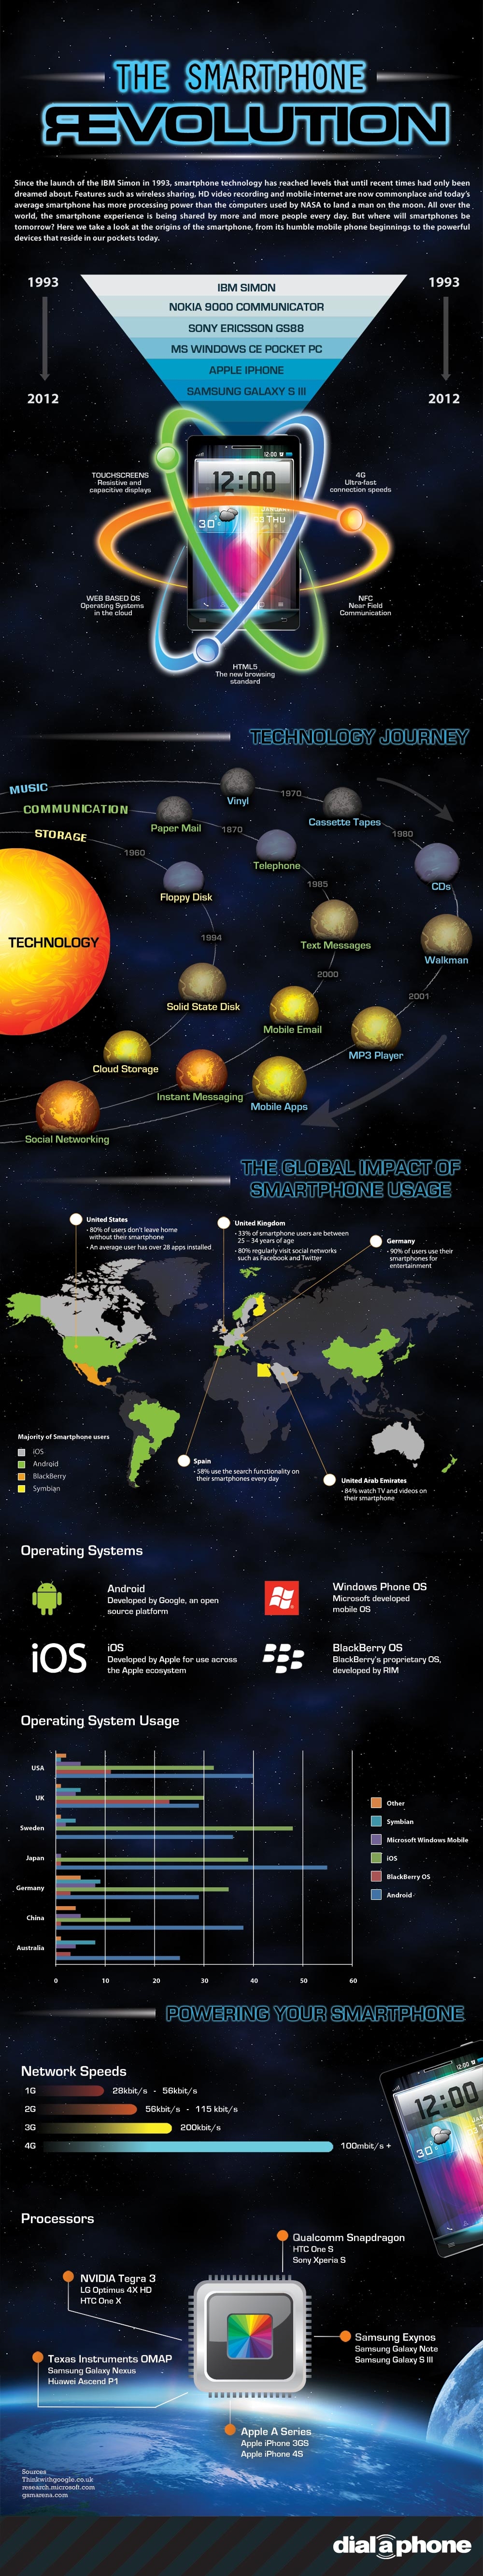 THE SMARTPHONE
REVOLUTION
Since the launch of the IBM Simon in 1993, smartphone technology has reached levels that until recent times had only been
dreamed about. Features such as wireless sharing, HD video recording and mobile internet are now commonplace and today's
average smartphone has more processing power than the computers used by NASA to land a man on the moon. All over the
world, the smartphone experience is being shared by more and more people every day. But where will smartphones be
tomorrow? Here we take a look at the origins of the smartphone, from its humble mobile phone beginnings to the powerful
devices that reside in our pockets today.
1993
1993
IBM SIMON
NOKIA 9000 COMMUNICATOR
SONY ERICSSON GS88
MS WINDOWS CE POCKET PC
APPLE IPHONE
SAMSUNG GALAXY S III
2012
2012
12:00
12:00
30
THU
TOUCHSCREENS
Resistive and
capacitive displays
4G
Ultra-fast
connection speeds
WEB BASED OS
Operating Systems
in the cloud
NFC
Near Field
Communication
HTML5
The new browsing
standard
TECHNOLOGY JOURNEY
MUSIC
COMMUNICATION
STORAGE
TECHNOLOGY
Vinyl
1970
Cassette Tapes
1980
CDs
Paper Mail
1870
Telephone
1960
Floppy Disk
1985
Text Messages
Walkman
1994
2000
2001
Solid State Disk
Mobile Email
MP3 Player
Cloud Storage
Instant Messaging
Mobile Apps
Social Networking
THE GLOBAL IMPACT OF
SMARTPHONE USAGE
United States
· 80% of users don't leave home
without their smartphone
· An average user has over 28 apps installed
United Kingdom
· 33% of smartphone users are between
25 – 34 years of age
· 80% regularly visit social networks
such as Facebook and Twitter
Germany
· 90% of users use their
smartphones for
entertainment
Majority of Smartphone users
iOS
Android
BlackBerry
Symbian
Spain
· 58% use the search functionality on
their smartphones every day
United Arab Emirates
· 84% watch TV and videos on
their smartphone
Operating Systems
Android
Developed by Google, an open
source platform
Windows Phone OS
Microsoft developed
mobile OS
iOS
iOS
Developed by Apple for use across
the Apple ecosystem
BlackBerry OS
BlackBerry's proprietary OS,
developed by RIM
Operating System Usage
USA
UK
Sweden
Japan
Germany
China
Australia
0 10 20 30 40 50 60
Other
Symbian
Microsoft Windows Mobile
iOS
BlackBerry OS
Android
POWERING YOUR SMARTPHONE
Network Speeds
1G 28kbit/s - 56kbit/s
2G 56kbit/s - 115 kbit/s
3G 200kbit/s
4G 100mbit/s +
12:00
12:00
30
Processors
Qualcomm Snapdragon
HTC One S
Sony Xperia S
NVIDIA Tegra 3
LG Optimus 4X HD
HTC One X
Samsung Exynos
Samsung Galaxy Note
Samsung Galaxy S III
Texas Instruments OMAP
Samsung Galaxy Nexus
Huawei Ascend P1
Apple A Series
Apple iPhone 3GS
Apple iPhone 4S
Sources
Thinkwithgoogle.co.uk
research.microsoft.com
gsmarena.com
dialaphone